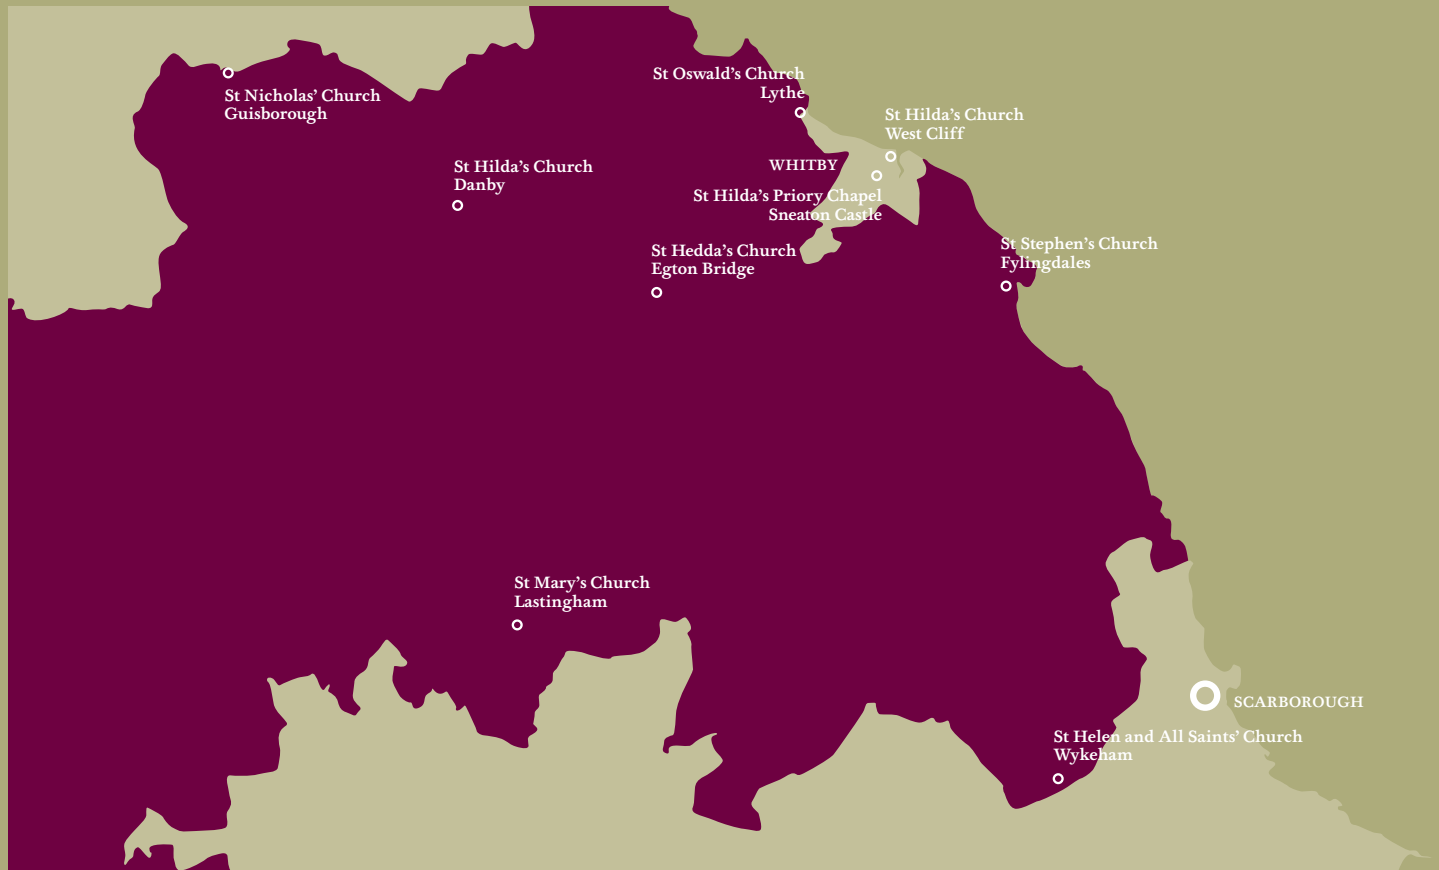 St Oswald’s Church
Lythe
St Nicholas’ Church
Guisborough
St Hilda’s Church
West Cliff
St Hilda’s Church
Danby
WHITBY
St Hilda’s Priory Chapel
Sneaton Castle
St Hedda’s Church
Egton Bridge
St Stephen’s Church
Fylingdales
St Mary’s Church
Lastingham
SCARBOROUGH
St Helen and All Saints’ Church
Wykeham